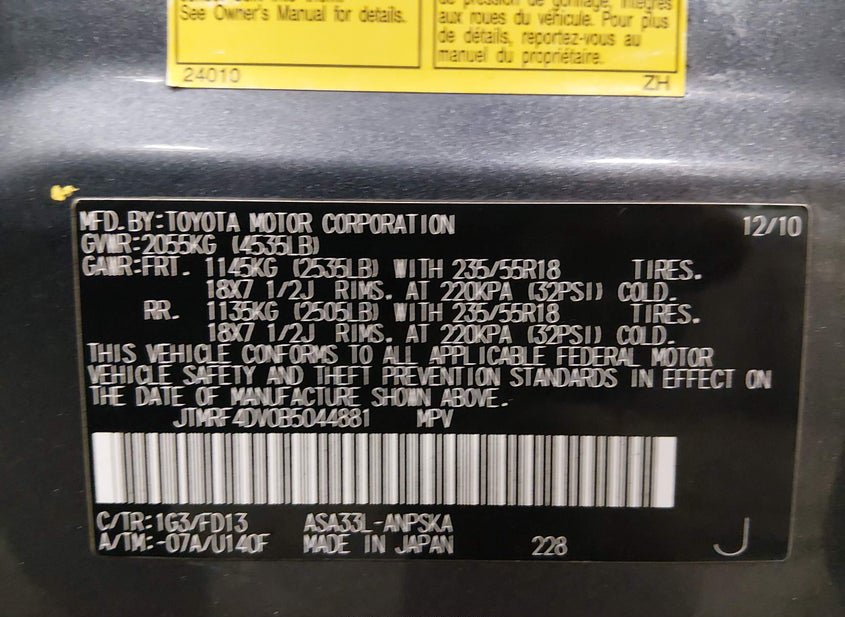 See Owner's Manual for details.
24010
de pression de gonflage, intégrés
aux roues du véhicule. Pour plus
de détails, reportez-vous au
manuel du propriétaire.
ZH
MFD.BY:TOYOTA MOTOR CORPORATION 12/10
GVWR:2055KG (4535LB)
GAWR:FRT. 1145KG (2535LB) WITH 235/55R18 TIRES.
18X7 1/2J RIMS. AT 220KPA (32PSI) COLD.
RR. 1135KG (2505LB) WITH 235/55R18 TIRES.
18X7 1/2J RIMS. AT 220KPA (32PSI) COLD.
THIS VEHICLE CONFORMS TO ALL APPLICABLE FEDERAL MOTOR
VEHICLE SAFETY AND THEFT PREVENTION STANDARDS IN EFFECT ON
THE DATE OF MANUFACTURE SHOWN ABOVE.
JTMRF4DV0B5044881 MPV
C/TR:1G3/FD13 ASA33L-ANPSKA
A/TM:-07A/U140F MADE IN JAPAN 228 J